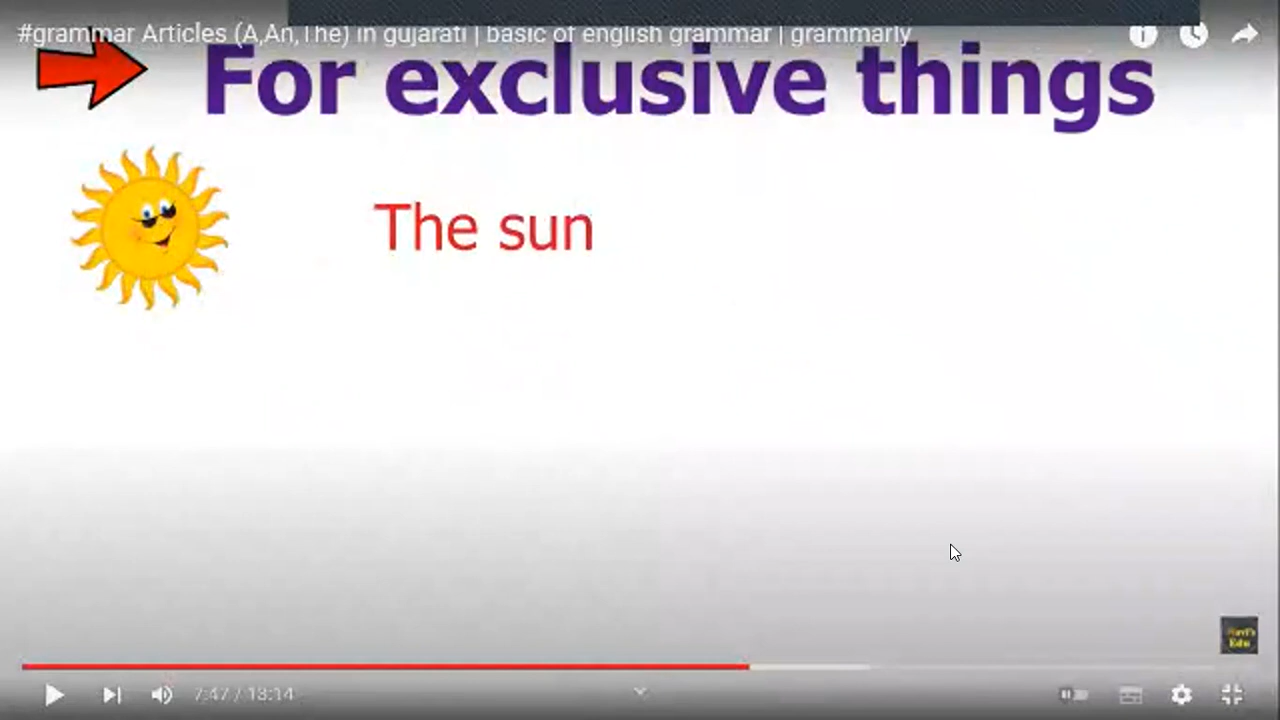 #grammar Articles (A,An,The) in gujarati | basic of english grammar | grammarly
For exclusive things
The sun
7:47 / 13:14